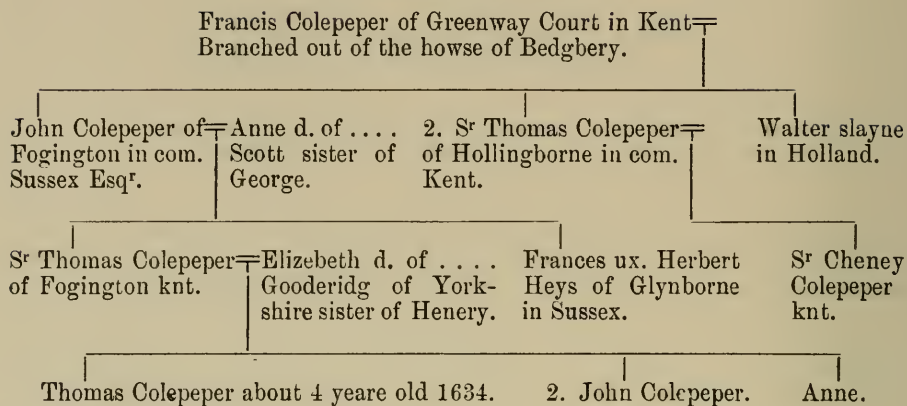 Francis Colepeper of Greenway Court in Kent
Branched out of the howse of Bedgbery.
John Colepeper of
Fogington in com.
Sussex Esqʳ.
Anne d. of . . . .
Scott sister of
George.
2. Sʳ Thomas Colepeper
of Hollingborne in com.
Kent.
Walter slayne
in Holland.
Sʳ Thomas Colepeper
of Fogington knt.
Elizebeth d. of . . . .
Gooderidg of York-
shire sister of Henery.
Frances ux. Herbert
Heys of Glynborne
in Sussex.
Sʳ Cheney
Colepeper
knt.
Thomas Colepeper about 4 yeare old 1634.
2. John Colepeper.
Anne.